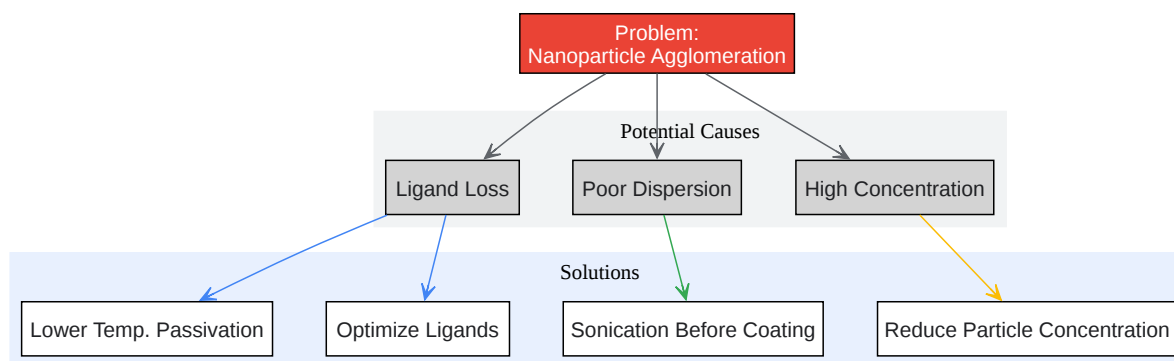 Problem:
Nanoparticle Agglomeration
Potential Causes
Ligand Loss
Poor Dispersion
High Concentration
Solutions
Lower Temp. Passivation
Optimize Ligands
Sonication Before Coating
Reduce Particle Concentration